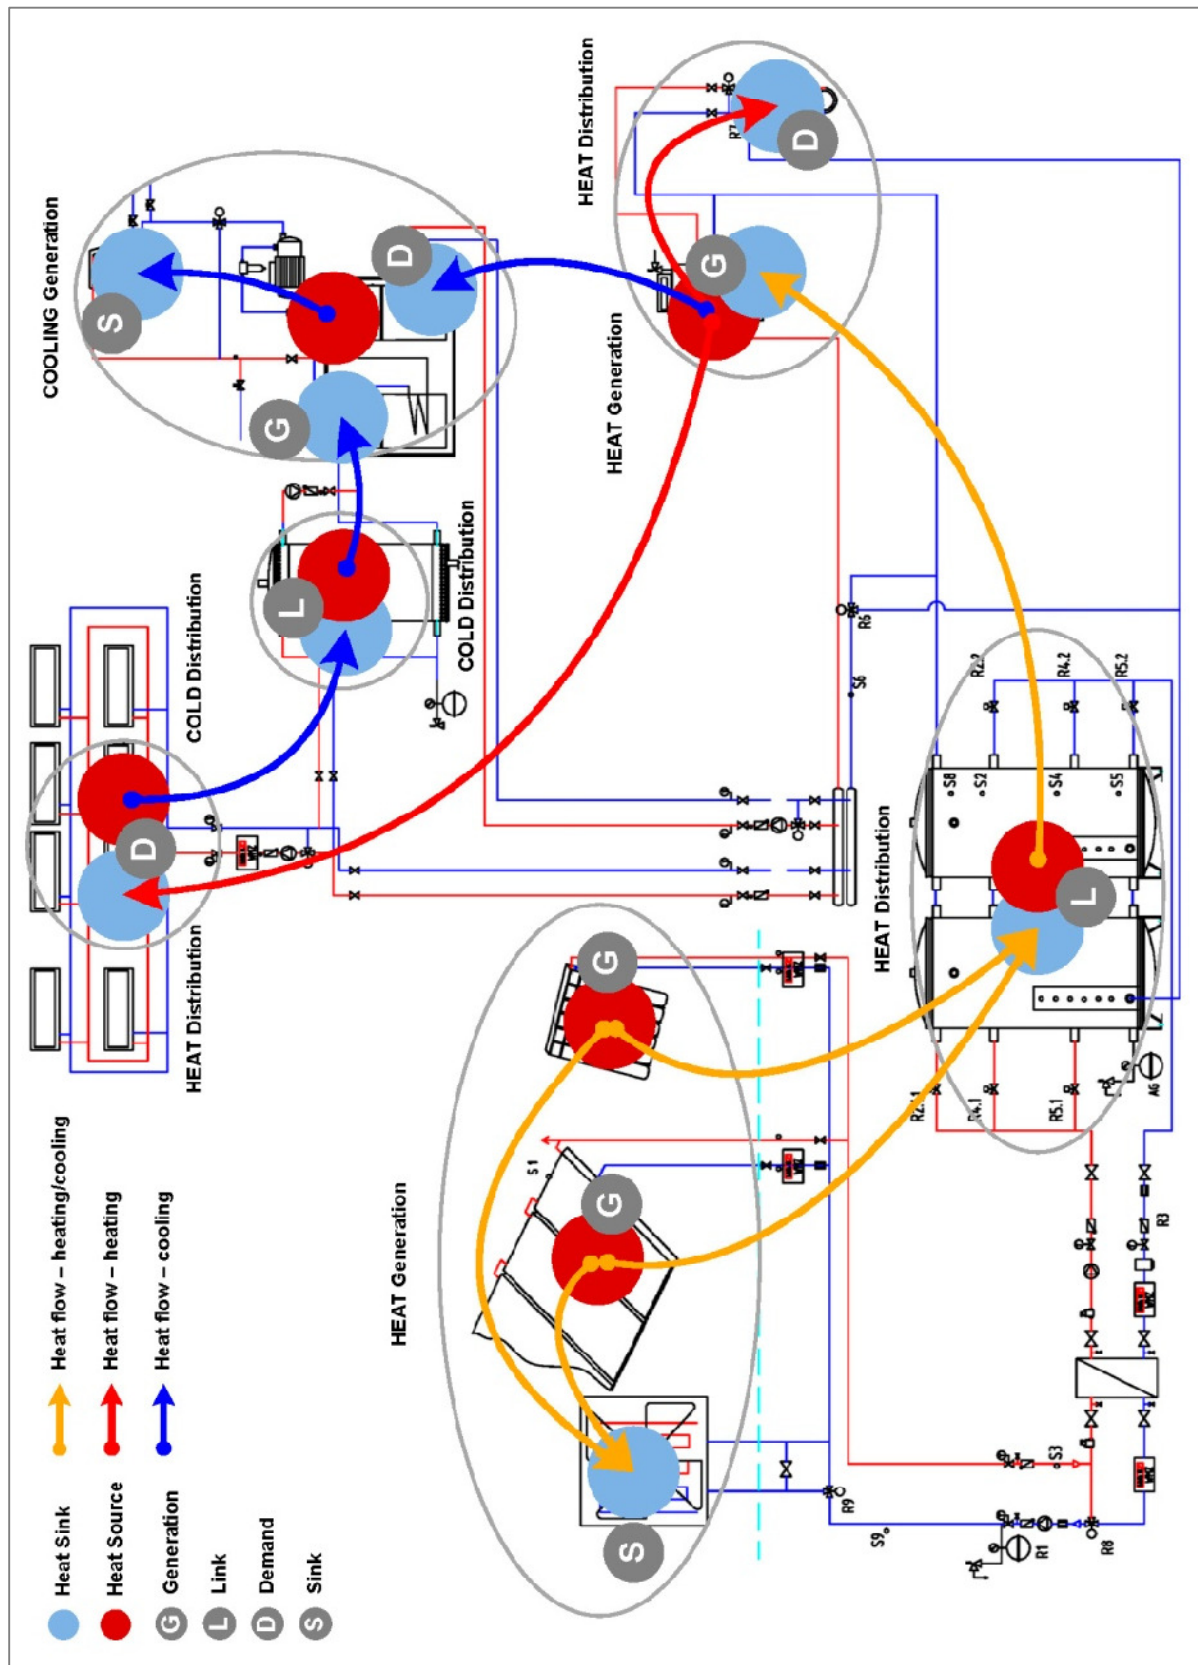 Heat Sink
Heat Source
G Generation
L Link
D Demand
S Sink
Heat flow – heating/cooling
Heat flow – heating
Heat flow – cooling
HEAT Distribution
COLD Distribution
D
COOLING Generation
S
D
G
L
COLD Distribution
HEAT Distribution
R7
D
G
HEAT Generation
R6
S6
HEAT Generation
G
G
S
S1
R9
S9
HEAT Distribution
L
R2.2
R4.2
R5.2
S8
S2
S4
S5
R2.1
R4.1
R5.1
A6
R3
S3
R1
R8